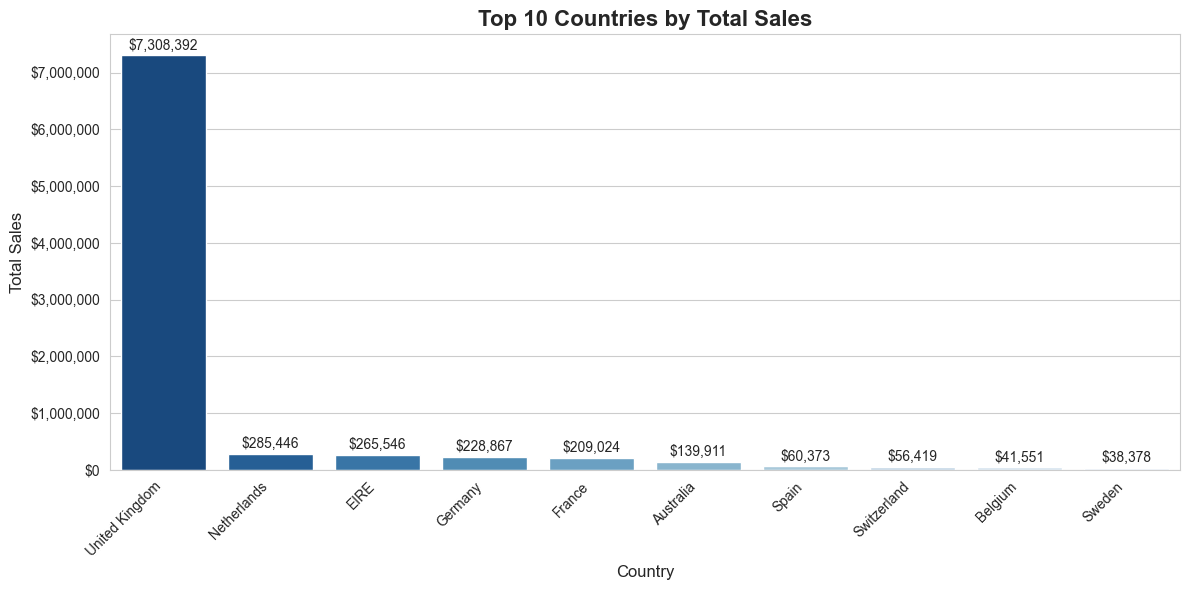 Top 10 Countries by Total Sales
Total Sales
$7,000,000
$6,000,000
$5,000,000
$4,000,000
$3,000,000
$2,000,000
$1,000,000
$0
$7,308,392
$285,446
$265,546
$228,867
$209,024
$139,911
$60,373
$56,419
$41,551
$38,378
United Kingdom
Netherlands
EIRE
Germany
France
Australia
Spain
Switzerland
Belgium
Sweden
Country